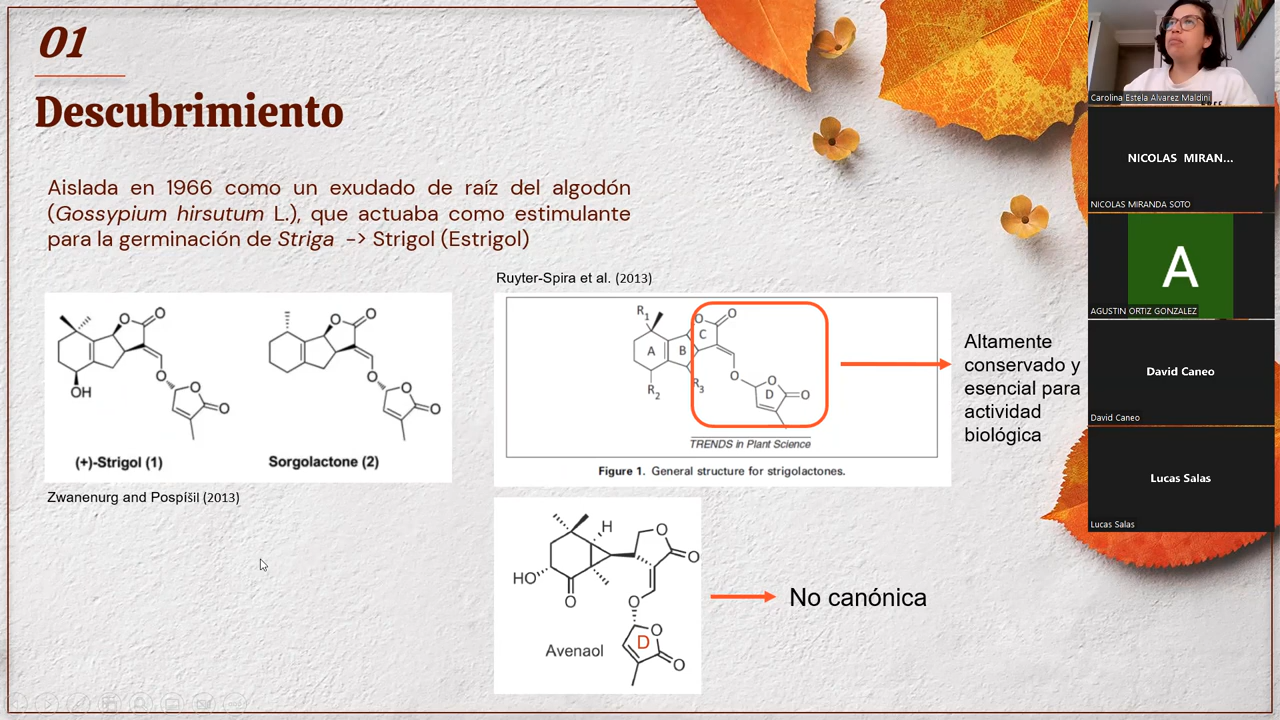 01
Descubrimiento
Aislada en 1966 como un exudado de raíz del algodón
(Gossypium hirsutum L.), que actuaba como estimulante
para la germinación de Striga -> Strigol (Estrigol)
Ruyter-Spira et al. (2013)
O
O
OH
O
O
O
(+)-Strigol (1)
O
O
O
O
O
Sorgolactone (2)
Zwanenurg and Pospíšil (2013)
R1
O
O
C
A
B
O
R3
R2
O
D
O
TRENDS in Plant Science
Figure 1. General structure for strigolactones.
Altamente
conservado y
esencial para
actividad
biológica
H
O
O
HO
O
O
O
D
O
Avenaol
No canónica
Carolina Estela Alvarez Maldini
NICOLAS MIRAN...
NICOLAS MIRANDA SOTO
A
AGUSTIN ORTIZ GONZALEZ
David Caneo
David Caneo
Lucas Salas
Lucas Salas